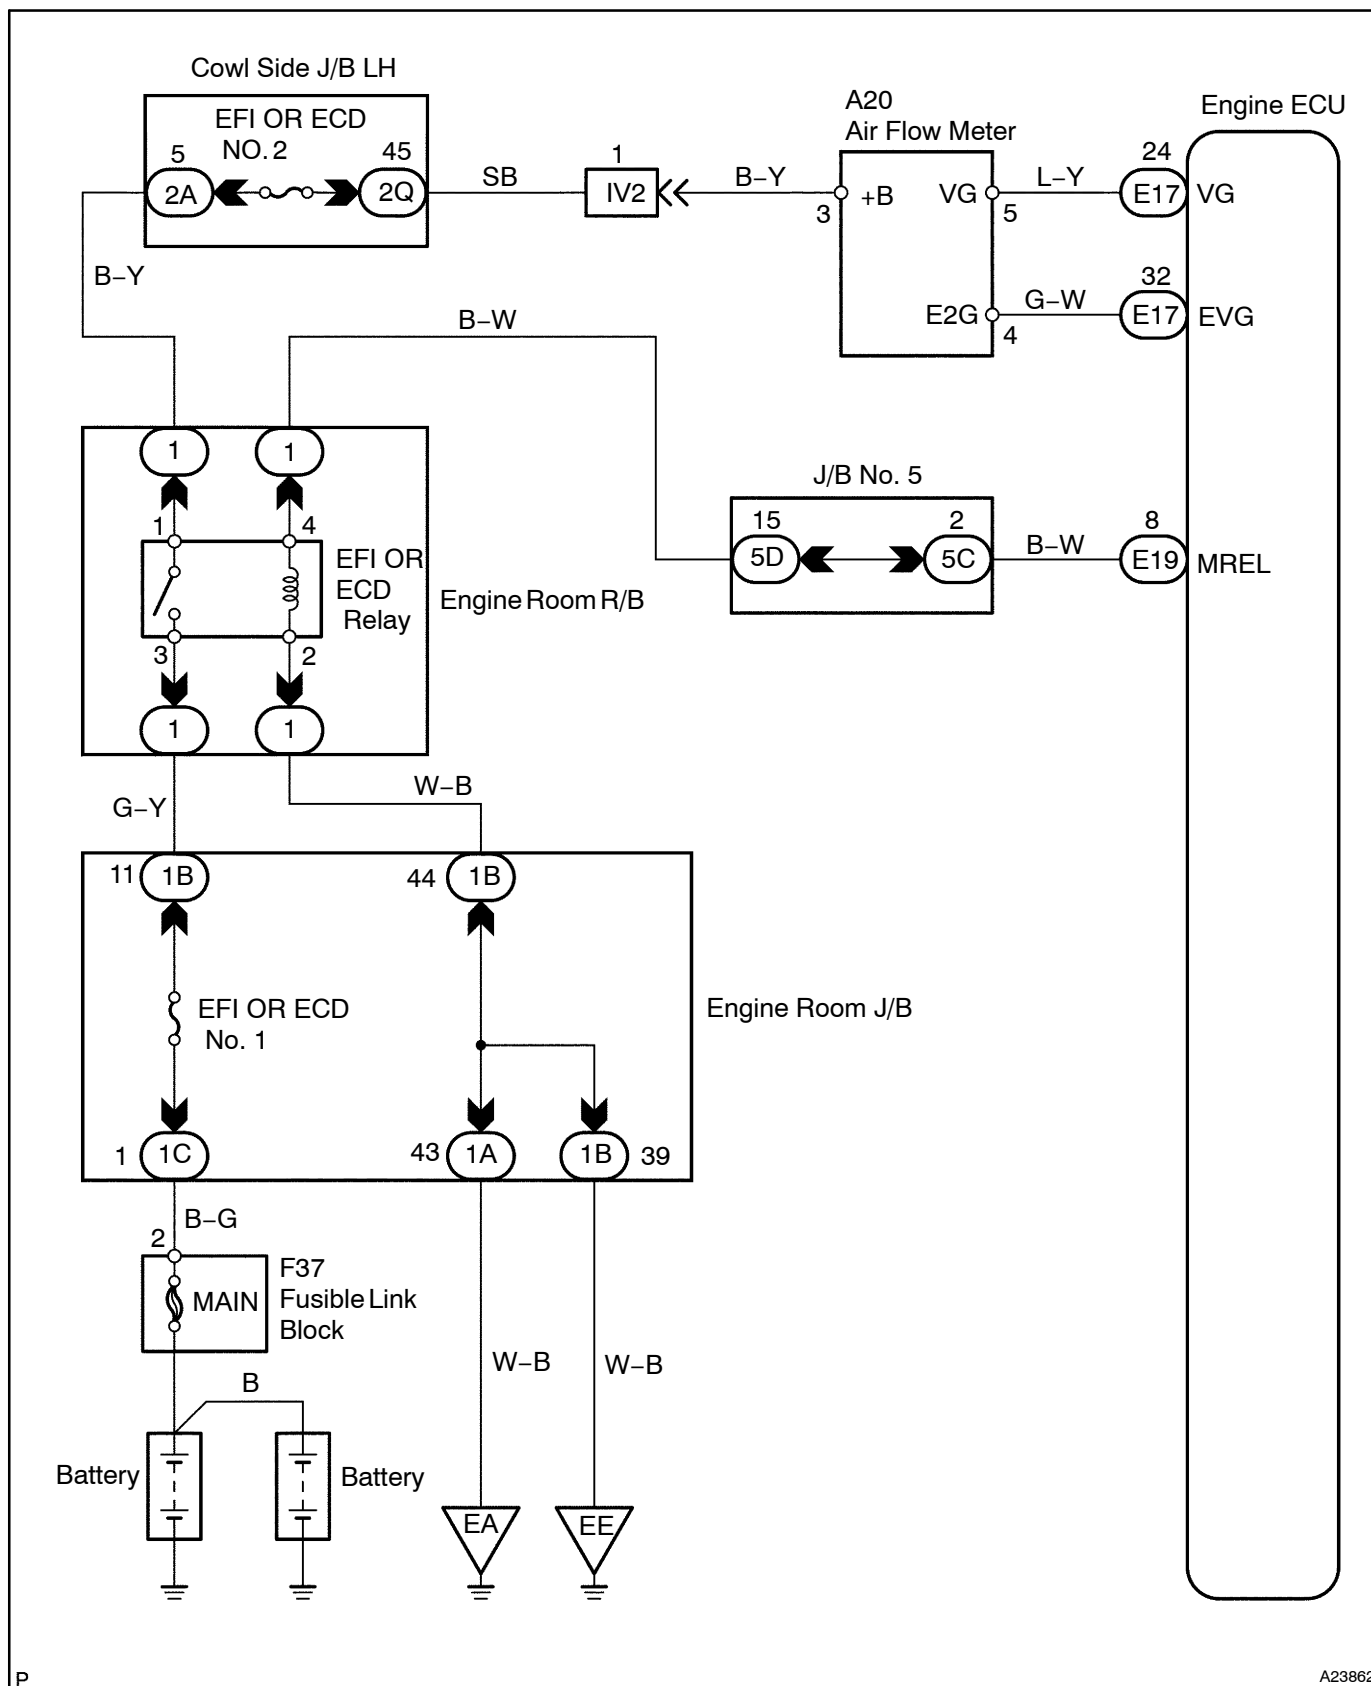 Cowl Side J/B LH
EFI OR ECD
NO. 2
5
45
2A
2Q
SB
1
IV2
B–Y
A20
Air Flow Meter
3
+B
VG
5
L–Y
24
E17
VG
Engine ECU
E2G
4
G–W
32
E17
EVG
B–Y
B–W
1
1
1
4
EFI OR
ECD
Relay
3
2
1
1
Engine Room R/B
J/B No. 5
15
2
5D
5C
B–W
8
E19
MREL
G–Y
W–B
11
1B
44
1B
EFI OR ECD
No. 1
Engine Room J/B
1
1C
43
1A
1B
39
B–G
2
MAIN
F37
Fusible Link
Block
W–B
W–B
B
Battery
Battery
EA
EE
P
A23862